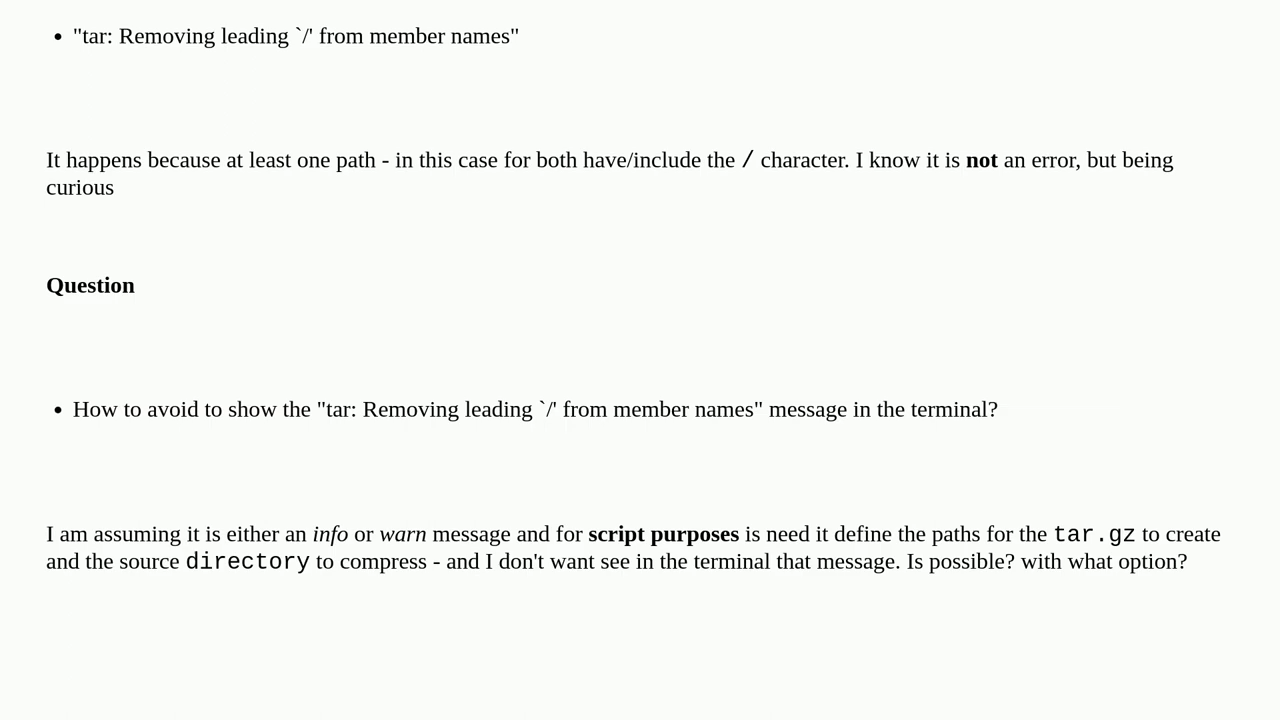 • "tar: Removing leading `/' from member names"
It happens because at least one path - in this case for both have/include the / character. I know it is not an error, but being
curious
Question
• How to avoid to show the "tar: Removing leading `/' from member names" message in the terminal?
I am assuming it is either an info or warn message and for script purposes is need it define the paths for the tar.gz to create
and the source directory to compress - and I don't want see in the terminal that message. Is possible? with what option?